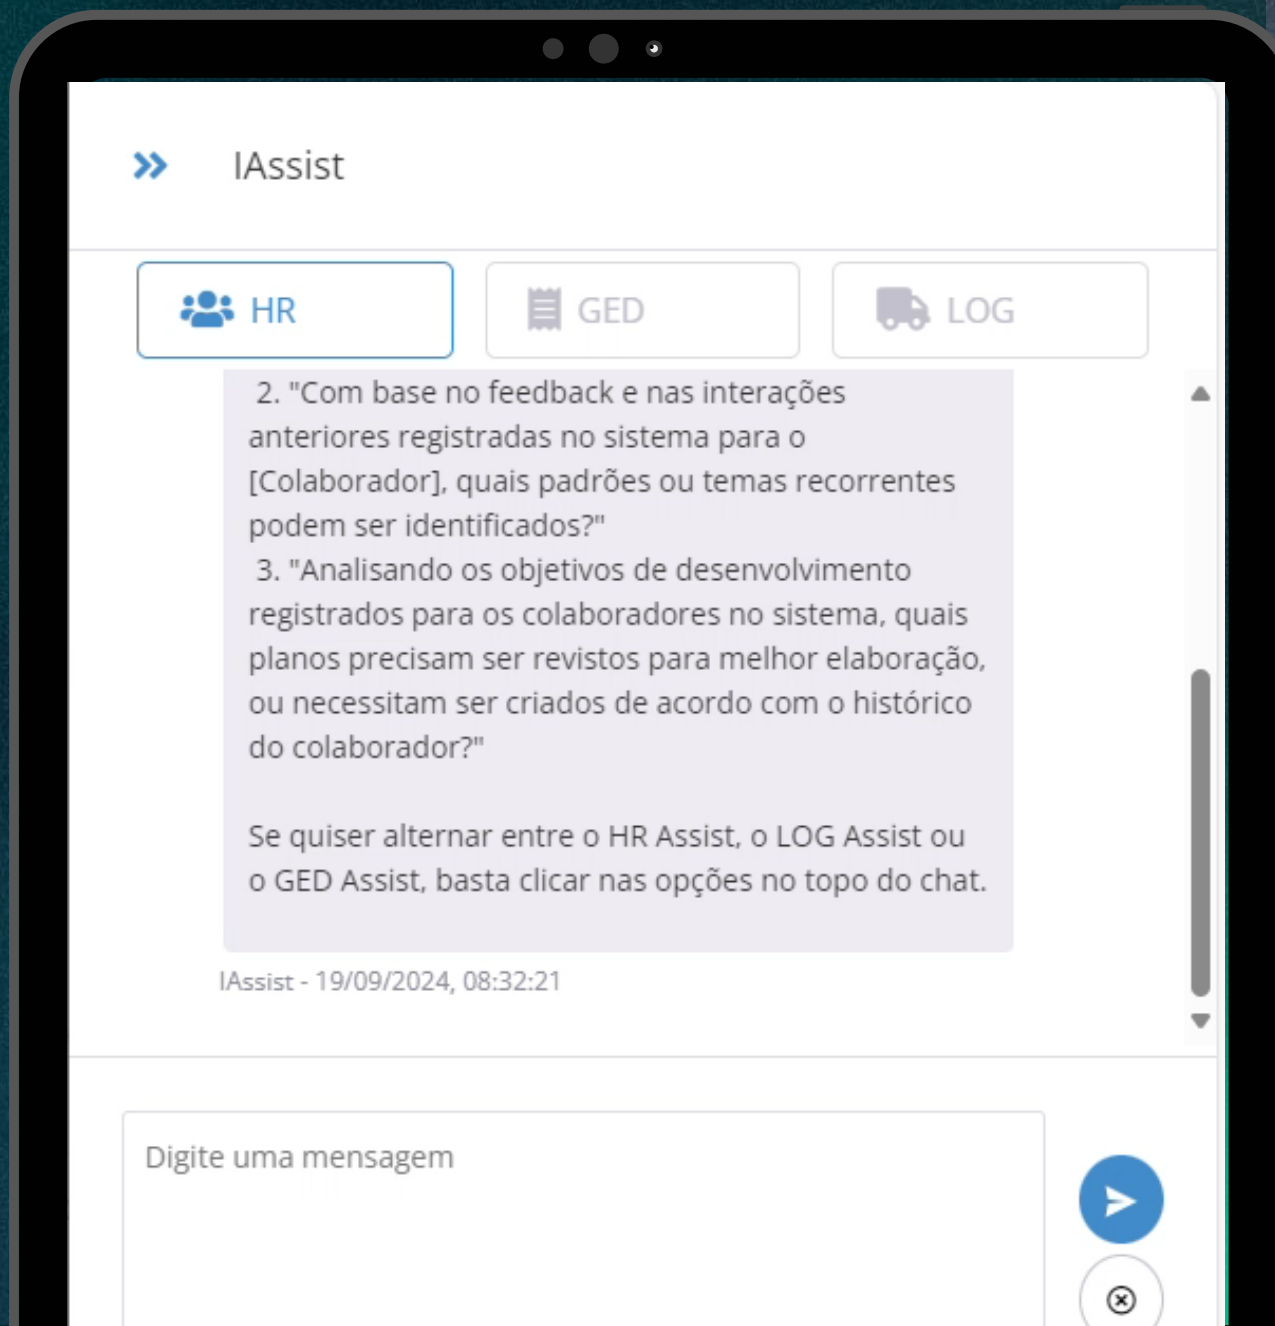 IAssist
HR
GED
LOG
2. "Com base no feedback e nas interações
anteriores registradas no sistema para o
[Colaborador], quais padrões ou temas recorrentes
podem ser identificados?"
3. "Analisando os objetivos de desenvolvimento
registrados para os colaboradores no sistema, quais
planos precisam ser revistos para melhor elaboração,
ou necessitam ser criados de acordo com o histórico
do colaborador?"
Se quiser alternar entre o HR Assist, o LOG Assist ou
o GED Assist, basta clicar nas opções no topo do chat.
IAssist - 19/09/2024, 08:32:21
Digite uma mensagem